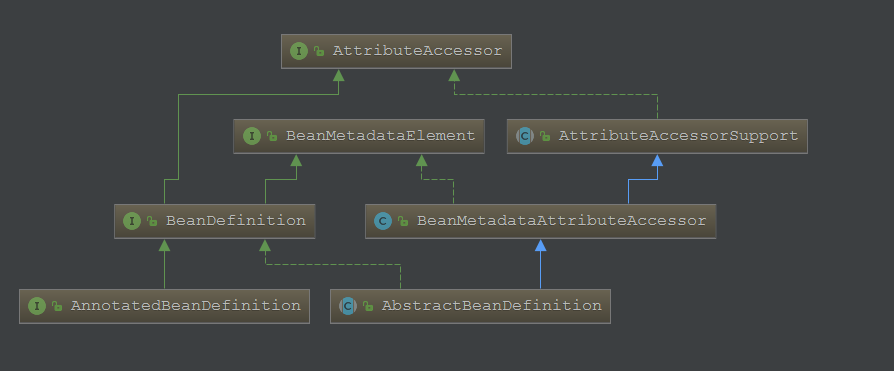 I AttributeAccessor
I BeanMetadataElement
C AttributeAccessorSupport
I BeanDefinition
C BeanMetadataAttributeAccessor
I AnnotatedBeanDefinition
C AbstractBeanDefinition